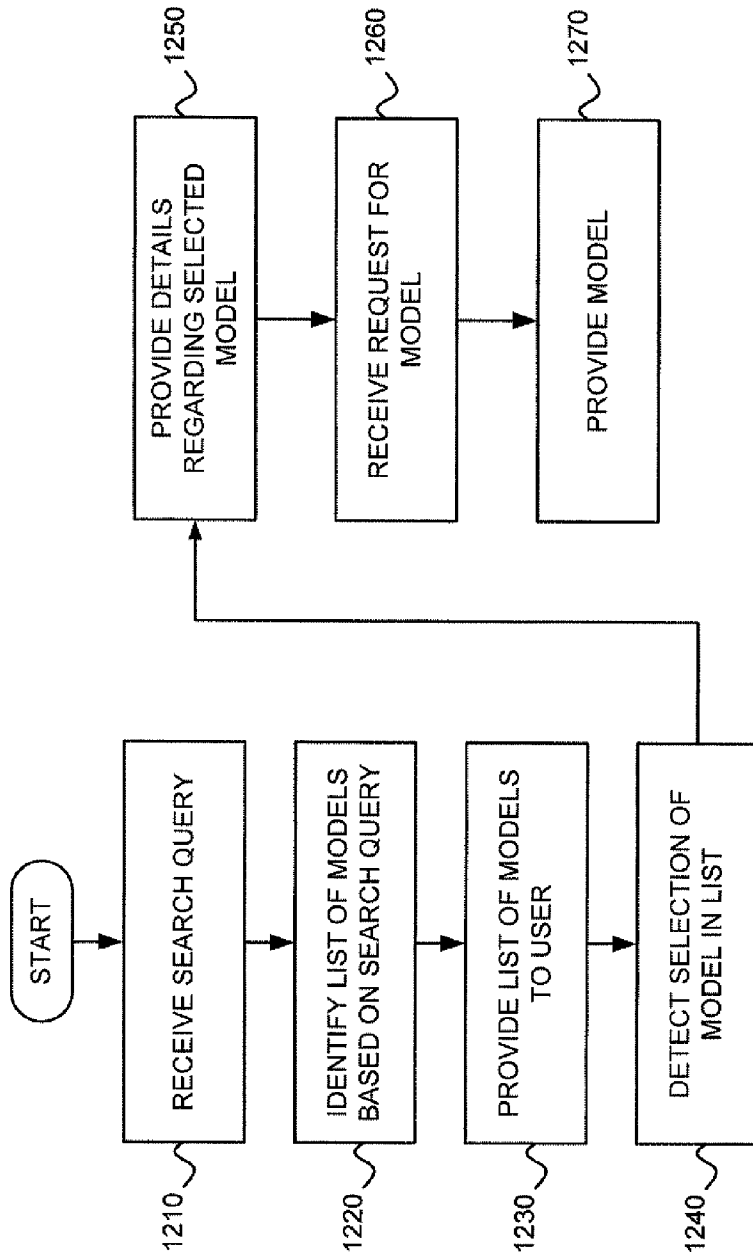 START
1210
RECEIVE SEARCH QUERY
1220
IDENTIFY LIST OF MODELS
BASED ON SEARCH QUERY
1230
PROVIDE LIST OF MODELS
TO USER
1240
DETECT SELECTION OF
MODEL IN LIST
PROVIDE DETAILS
REGARDING SELECTED
MODEL
1250
RECEIVE REQUEST FOR
MODEL
1260
PROVIDE MODEL
1270